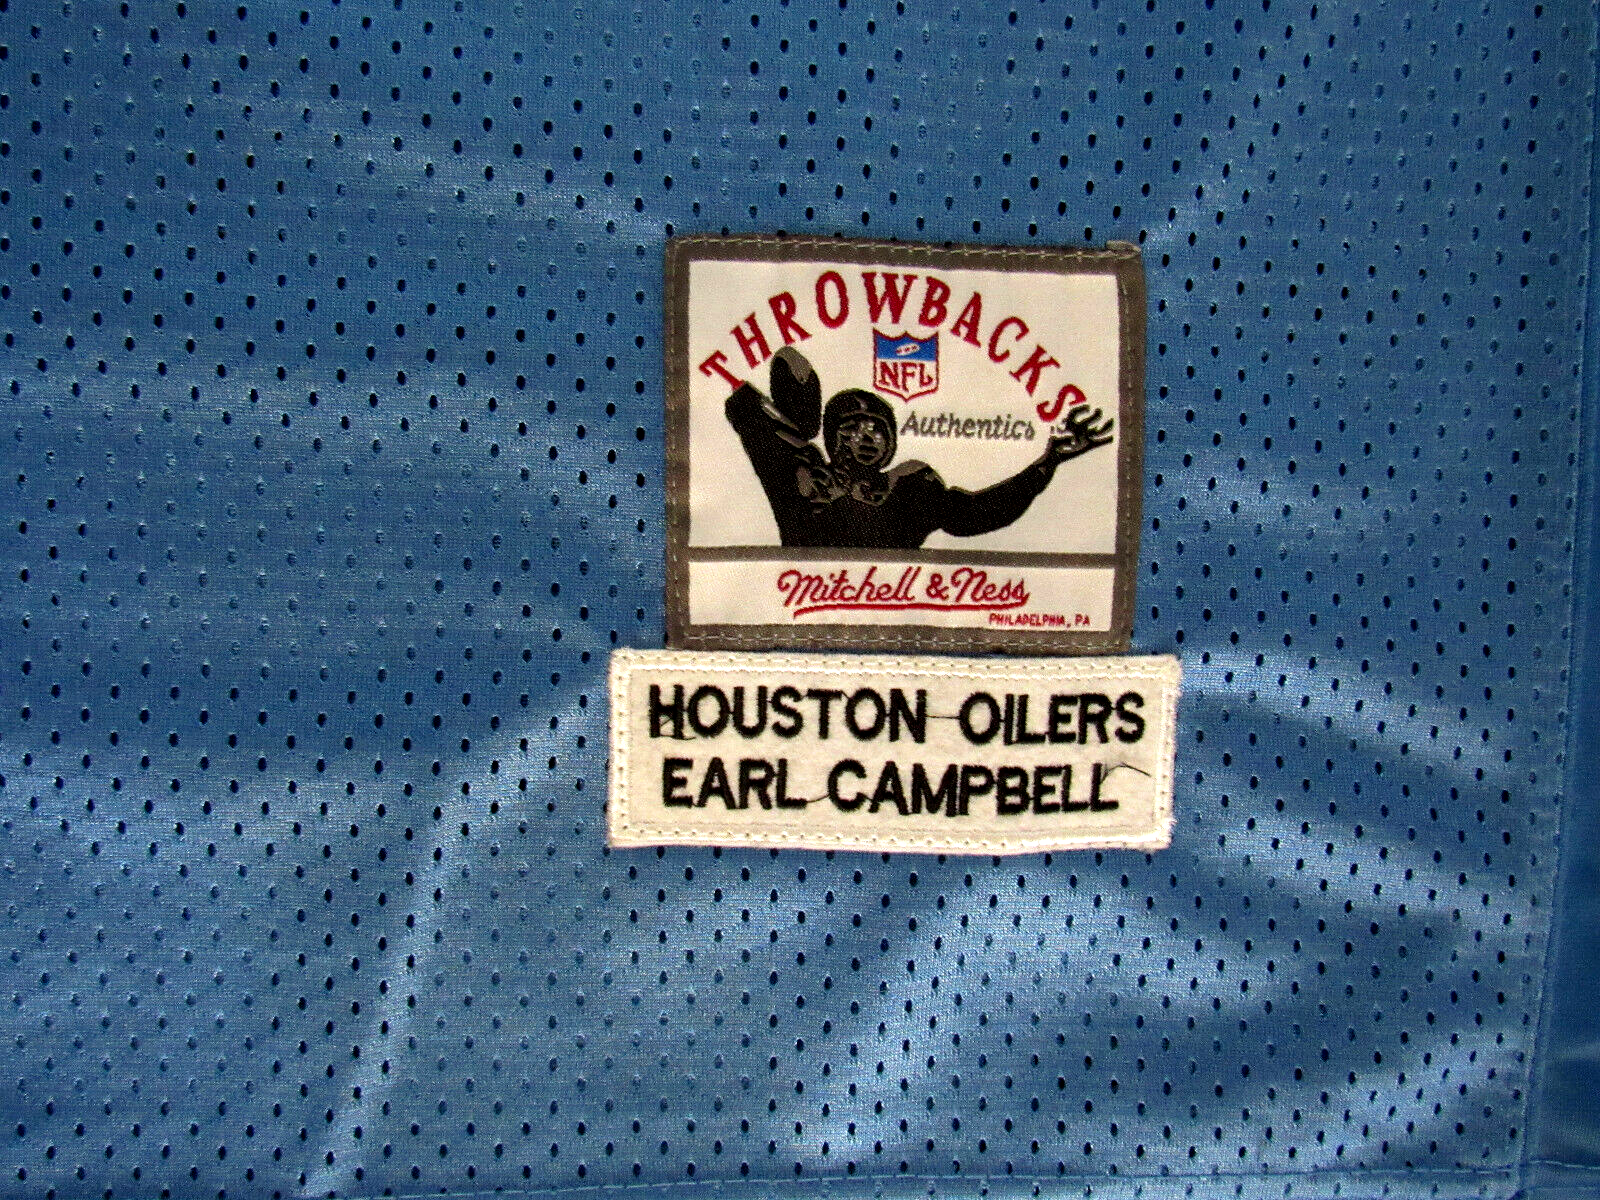 THROWBACKS
NFL
Authentics
Mitchell & Ness
PHILADELPHIA, PA
HOUSTON OILERS
EARL CAMPBELL